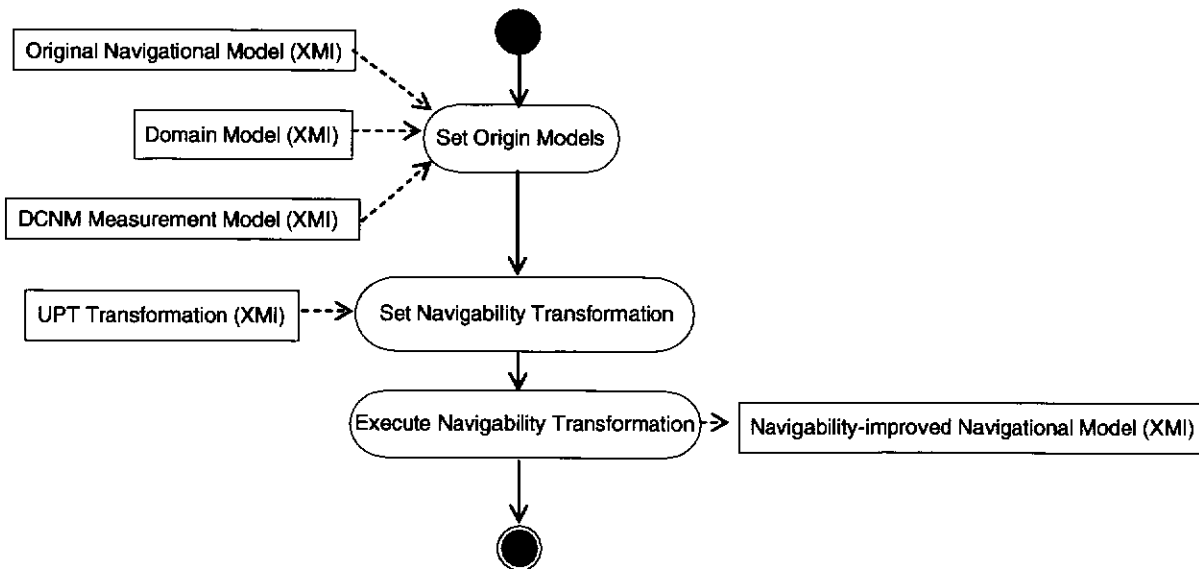 Original Navigational Model (XMI)
Domain Model (XMI)
Set Origin Models
DCNM Measurement Model (XMI)
UPT Transformation (XMI)
Set Navigability Transformation
Execute Navigability Transformation
Navigability-improved Navigational Model (XMI)